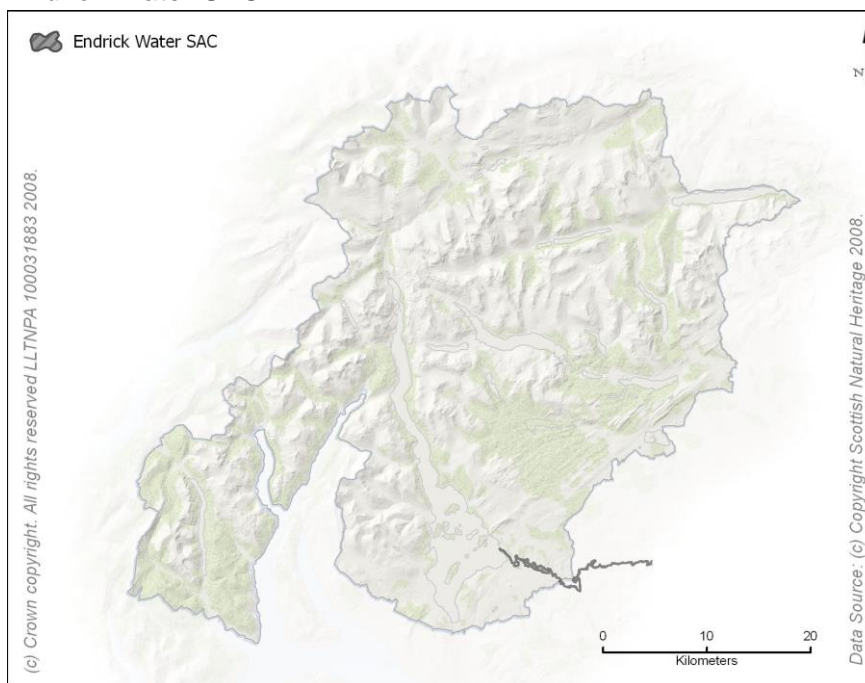 Endrick Water SAC
(c) Crown copyright. All rights reserved LLTNPA 100031883 2008.
Data Source: (c) Copyright Scottish Natural Heritage 2008.
0 10 20
Kilometers